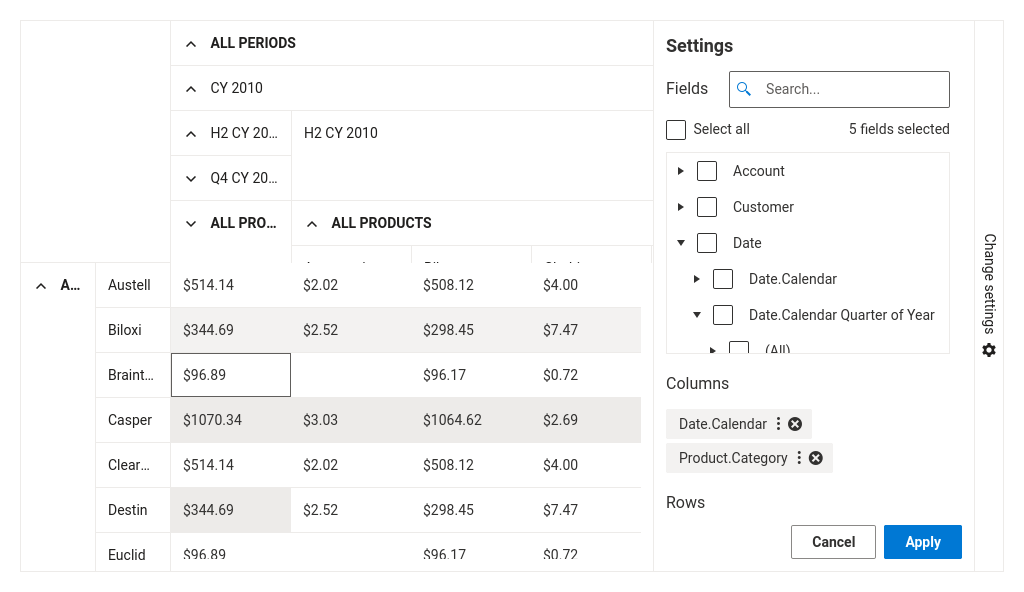 ALL PERIODS
CY 2010
H2 CY 20… H2 CY 2010
Q4 CY 20…
ALL PRO… ALL PRODUCTS
A… Austell $514.14 $2.02 $508.12 $4.00
Biloxi $344.69 $2.52 $298.45 $7.47
Braint… $96.89 $96.17 $0.72
Casper $1070.34 $3.03 $1064.62 $2.69
Clear… $514.14 $2.02 $508.12 $4.00
Destin $344.69 $2.52 $298.45 $7.47
Euclid $96.89 $96.17 $0.72
Settings
Fields Search...
Select all 5 fields selected
Account
Customer
Date
Date.Calendar
Date.Calendar Quarter of Year
(All)
Columns
Date.Calendar
Product.Category
Rows
Cancel Apply
Change settings